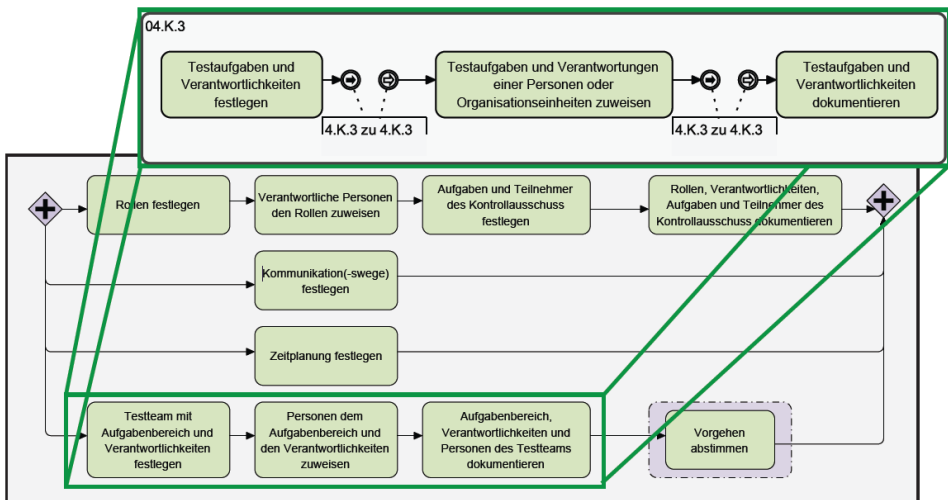 04.K.3
Testaufgaben und
Verantwortlichkeiten
festlegen
Testaufgaben und Verantwortungen
einer Personen oder
Organisationseinheiten zuweisen
Testaufgaben und
Verantwortlichkeiten
dokumentieren
4.K.3 zu 4.K.3
4.K.3 zu 4.K.3
Rollen festlegen
Verantwortliche Personen
den Rollen zuweisen
Aufgaben und Teilnehmer
des Kontrollausschuss
festlegen
Rollen, Verantwortlichkeiten,
Aufgaben und Teilnehmer des
Kontrollausschuss dokumentieren
Kommunikation(-swege)
festlegen
Zeitplanung festlegen
Testteam mit
Aufgabenbereich und
Verantwortlichkeiten
festlegen
Personen dem
Aufgabenbereich und
den Verantwortlichkeiten
zuweisen
Aufgabenbereich,
Verantwortlichkeiten und
Personen des Testteams
dokumentieren
Vorgehen
abstimmen